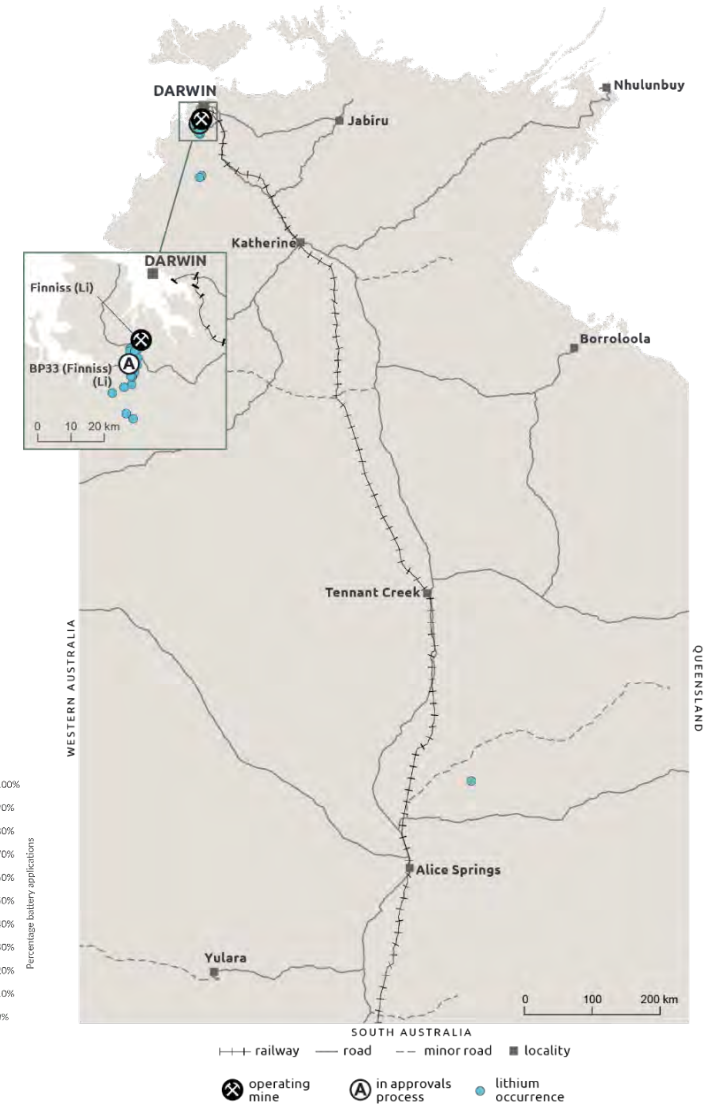 DARWIN
Nhulunbuy
Jabiru
Katherine
DARWIN
Finniss (Li)
BP33 (Finniss)
(Li)
0 10 20 km
Borroloola
Tennant Creek
WESTERN AUSTRALIA
QUEENSLAND
Percentage battery applications
Alice Springs
Yulara
0 100 200 km
SOUTH AUSTRALIA
railway road minor road locality
operating
mine
A in approvals
process
lithium
occurrence